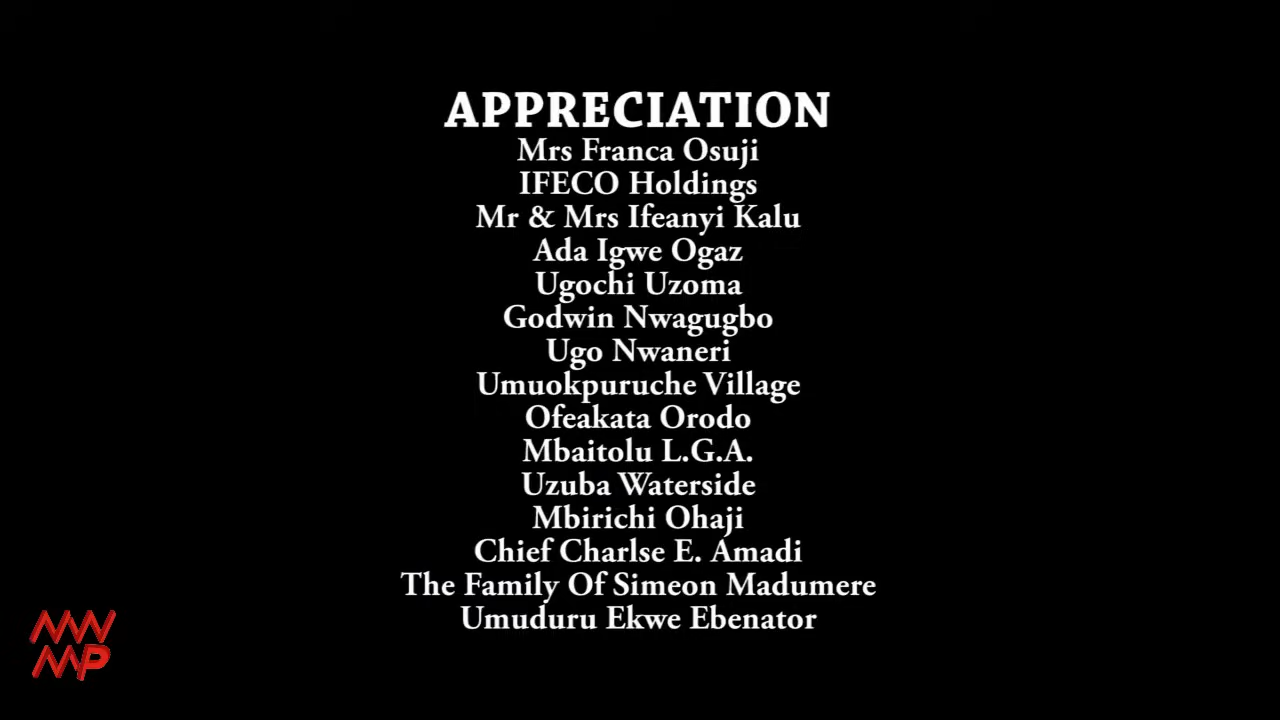 APPRECIATION
Mrs Franca Osuji
IFECO Holdings
Mr & Mrs Ifeanyi Kalu
Ada Igwe Ogaz
Ugochi Uzoma
Godwin Nwagugbo
Ugo Nwaneri
Umuokpuruche Village
Ofeakata Orodo
Mbaitolu L.G.A.
Uzuba Waterside
Mbirichi Ohaji
Chief Charlse E. Amadi
The Family Of Simeon Madumere
Umuduru Ekwe Ebenator